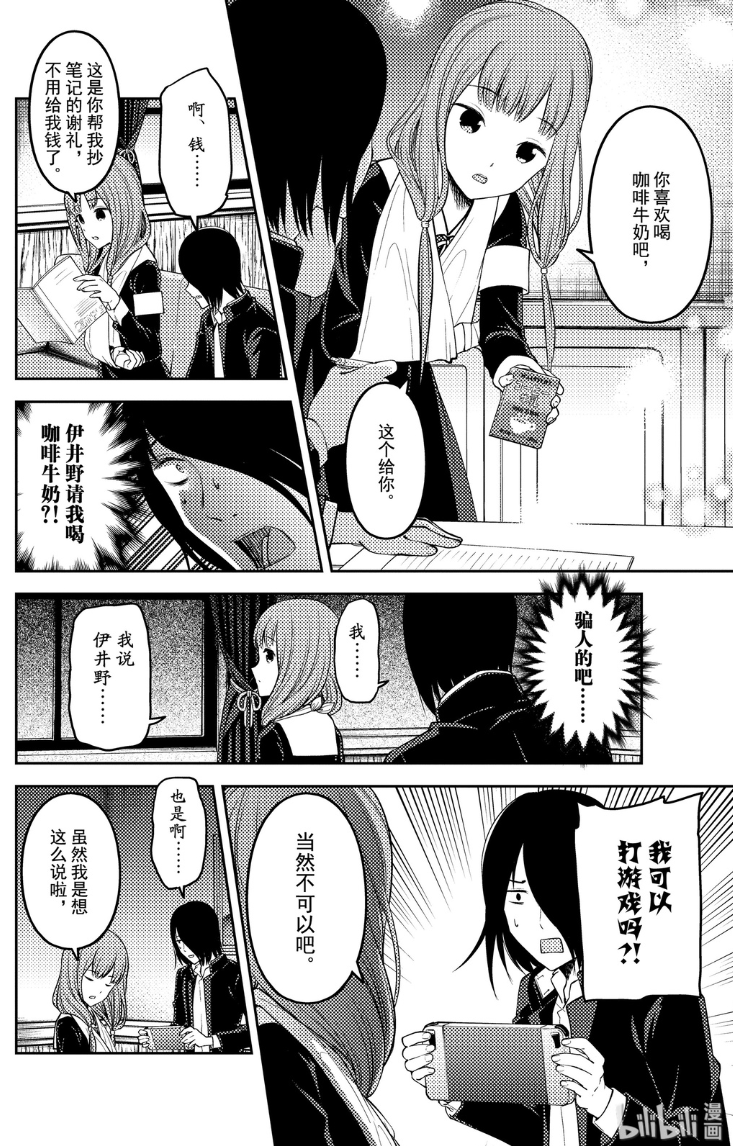 你喜欢喝
咖啡牛奶吧，
这个给你。
啊、钱……
这是你帮我抄
笔记的谢礼，
不用给我钱了。
伊井野请我喝
咖啡牛奶?!
骗人的吧……
我……
我说
伊井野……
我可以
打游戏吗?!
当然不可以吧。
也是啊……
虽然我是想
这么说啦，
bilibili
漫画